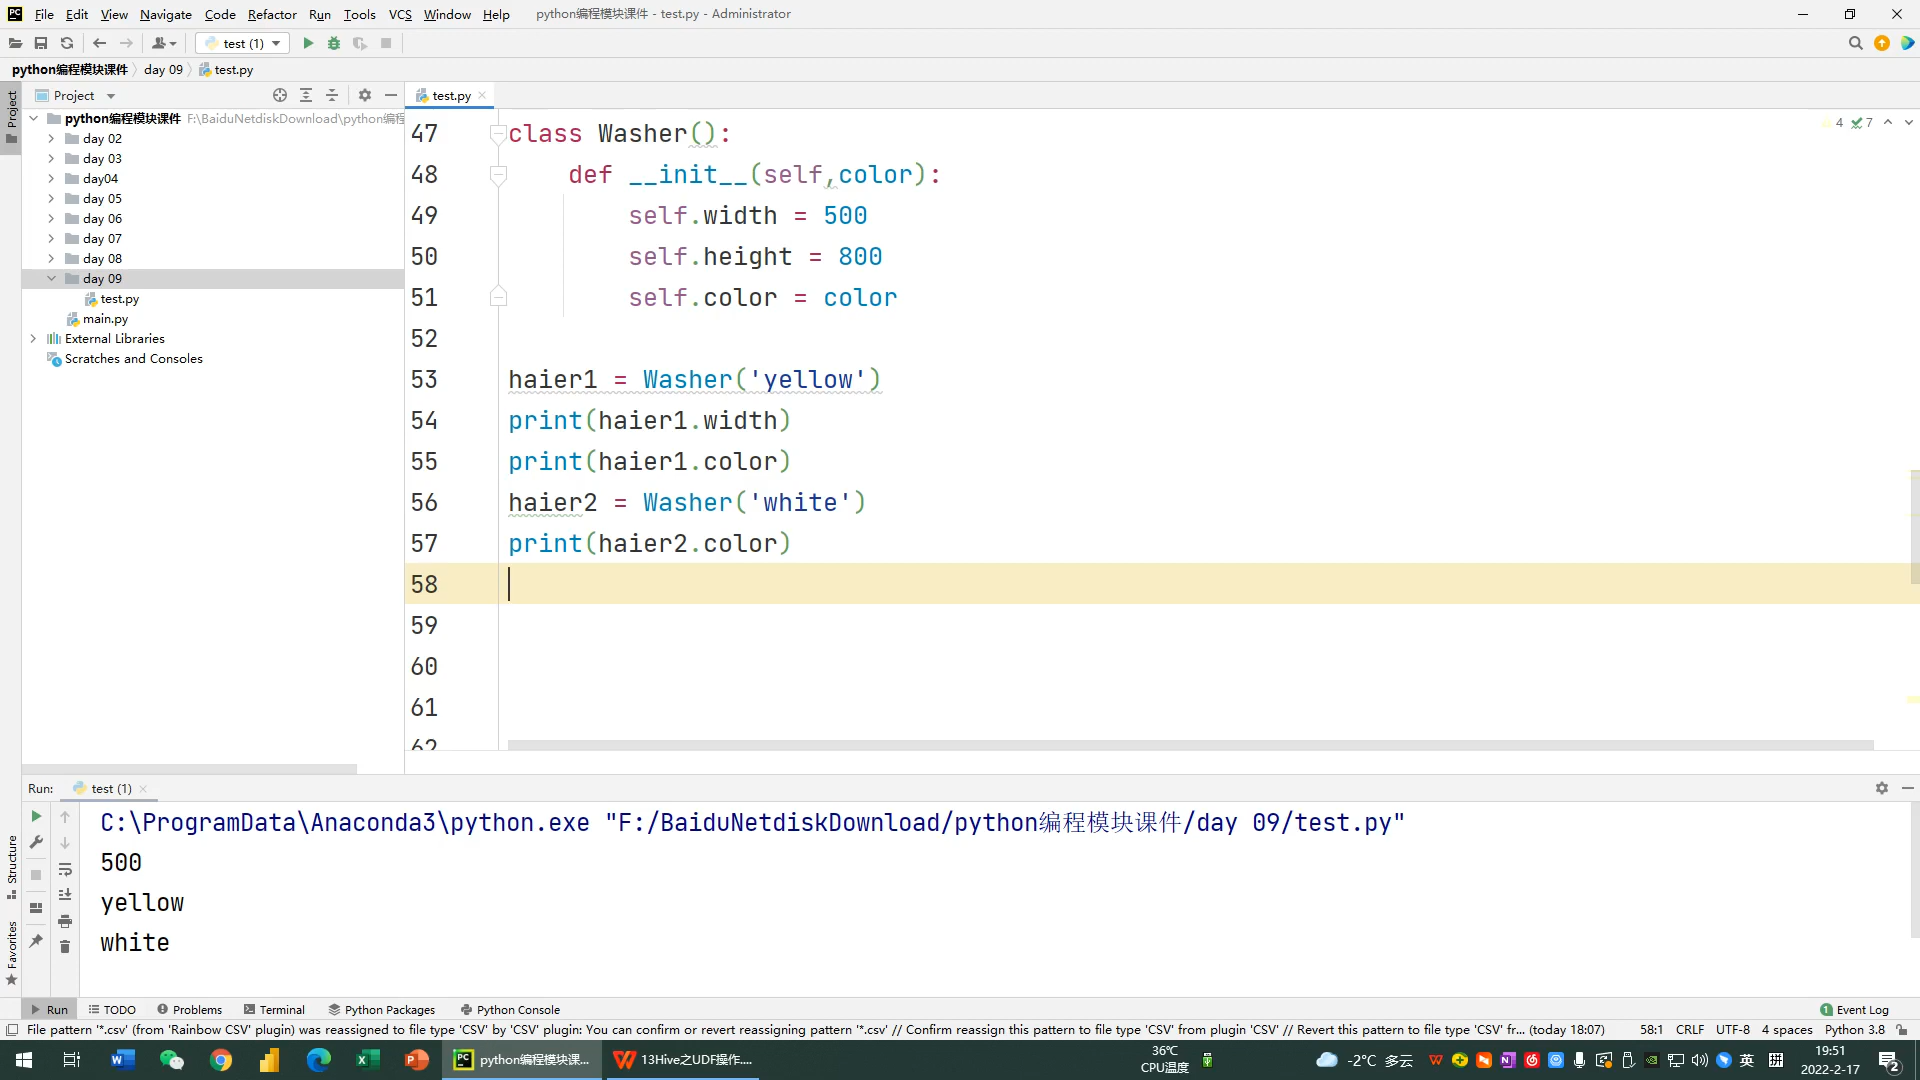 File Edit View Navigate Code Refactor Run Tools VCS Window Help python编程模块课件 - test.py - Administrator
test (1)
python编程模块课件 day 09 test.py
Project
Project
test.py
python编程模块课件 F:\BaiduNetdiskDownload\python编程
day 02
day 03
day04
day 05
day 06
day 07
day 08
day 09
test.py
main.py
External Libraries
Scratches and Consoles
4 7
47 class Washer():
48 def __init__(self,color):
49 self.width = 500
50 self.height = 800
51 self.color = color
52
53 haier1 = Washer('yellow')
54 print(haier1.width)
55 print(haier1.color)
56 haier2 = Washer('white')
57 print(haier2.color)
58
59
60
61
62
Run: test (1)
C:\ProgramData\Anaconda3\python.exe "F:/BaiduNetdiskDownload/python编程模块课件/day 09/test.py"
500
yellow
white
Structure
Favorites
Run TODO Problems Terminal Python Packages Python Console 1 Event Log
File pattern '*.csv' (from 'Rainbow CSV' plugin) was reassigned to file type 'CSV' by 'CSV' plugin: You can confirm or revert reassigning pattern '*.csv' // Confirm reassign this pattern to file type 'CSV' from plugin 'CSV' // Revert this pattern to file type 'CSV' fr... (today 18:07) 58:1 CRLF UTF-8 4 spaces Python 3.8
python编程模块课... 13Hive之UDF操作....
36℃
CPU温度
-2°C 多云
英
拼
19:51
2022-2-17
2